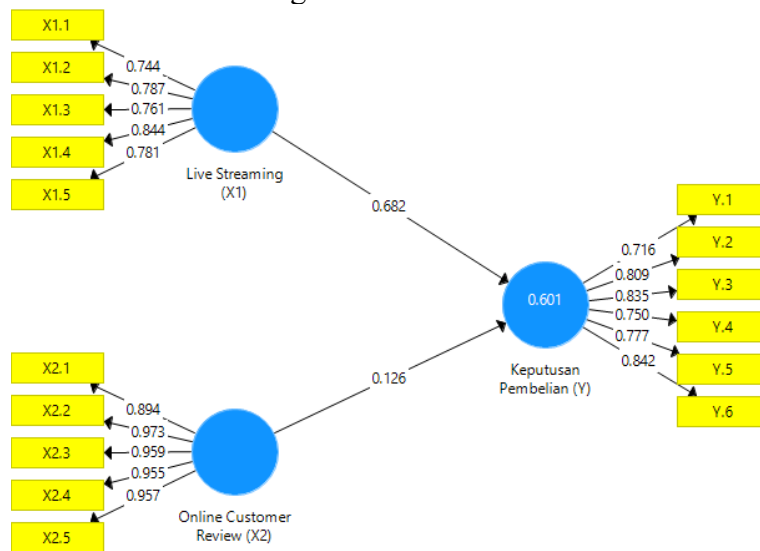 X1.1
X1.2
X1.3
X1.4
X1.5
0.744
0.787
0.761
0.844
0.781
Live Streaming
(X1)
0.682
X2.1
X2.2
X2.3
X2.4
X2.5
0.894
0.973
0.959
0.955
0.957
Online Customer
Review (X2)
0.126
0.601
Keputusan
Pembelian (Y)
0.716
0.809
0.835
0.750
0.777
0.842
Y.1
Y.2
Y.3
Y.4
Y.5
Y.6